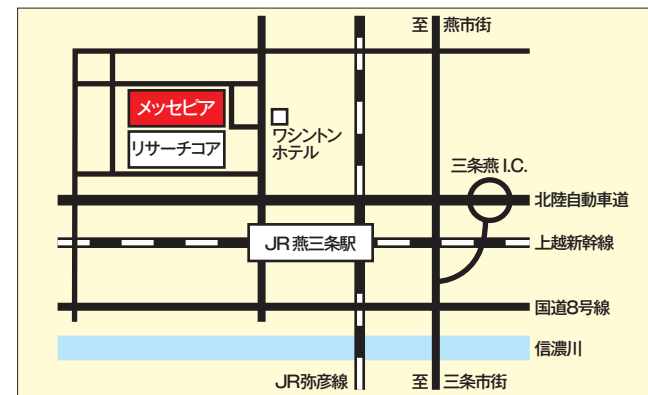 至 燕市街
メッセピア
リサーチコア
ワシントン
ホテル
三条燕 I.C.
北陸自動車道
JR 燕三条駅
上越新幹線
国道8号線
信濃川
JR弥彦線
至 三条市街